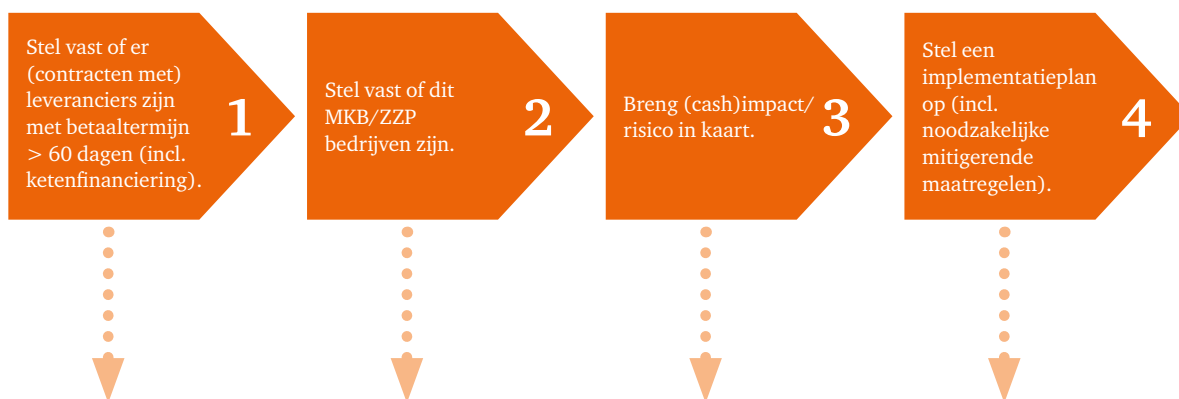 Stel vast of er
(contracten met)
leveranciers zijn
met betaaltermijn
> 60 dagen (incl.
ketenfinanciering).
1
Stel vast of dit
MKB/ZZP
bedrijven zijn.
2
Breng (cash)impact/
risico in kaart.
3
Stel een
implementatieplan
op (incl.
noodzakelijke
mitigerende
maatregelen).
4